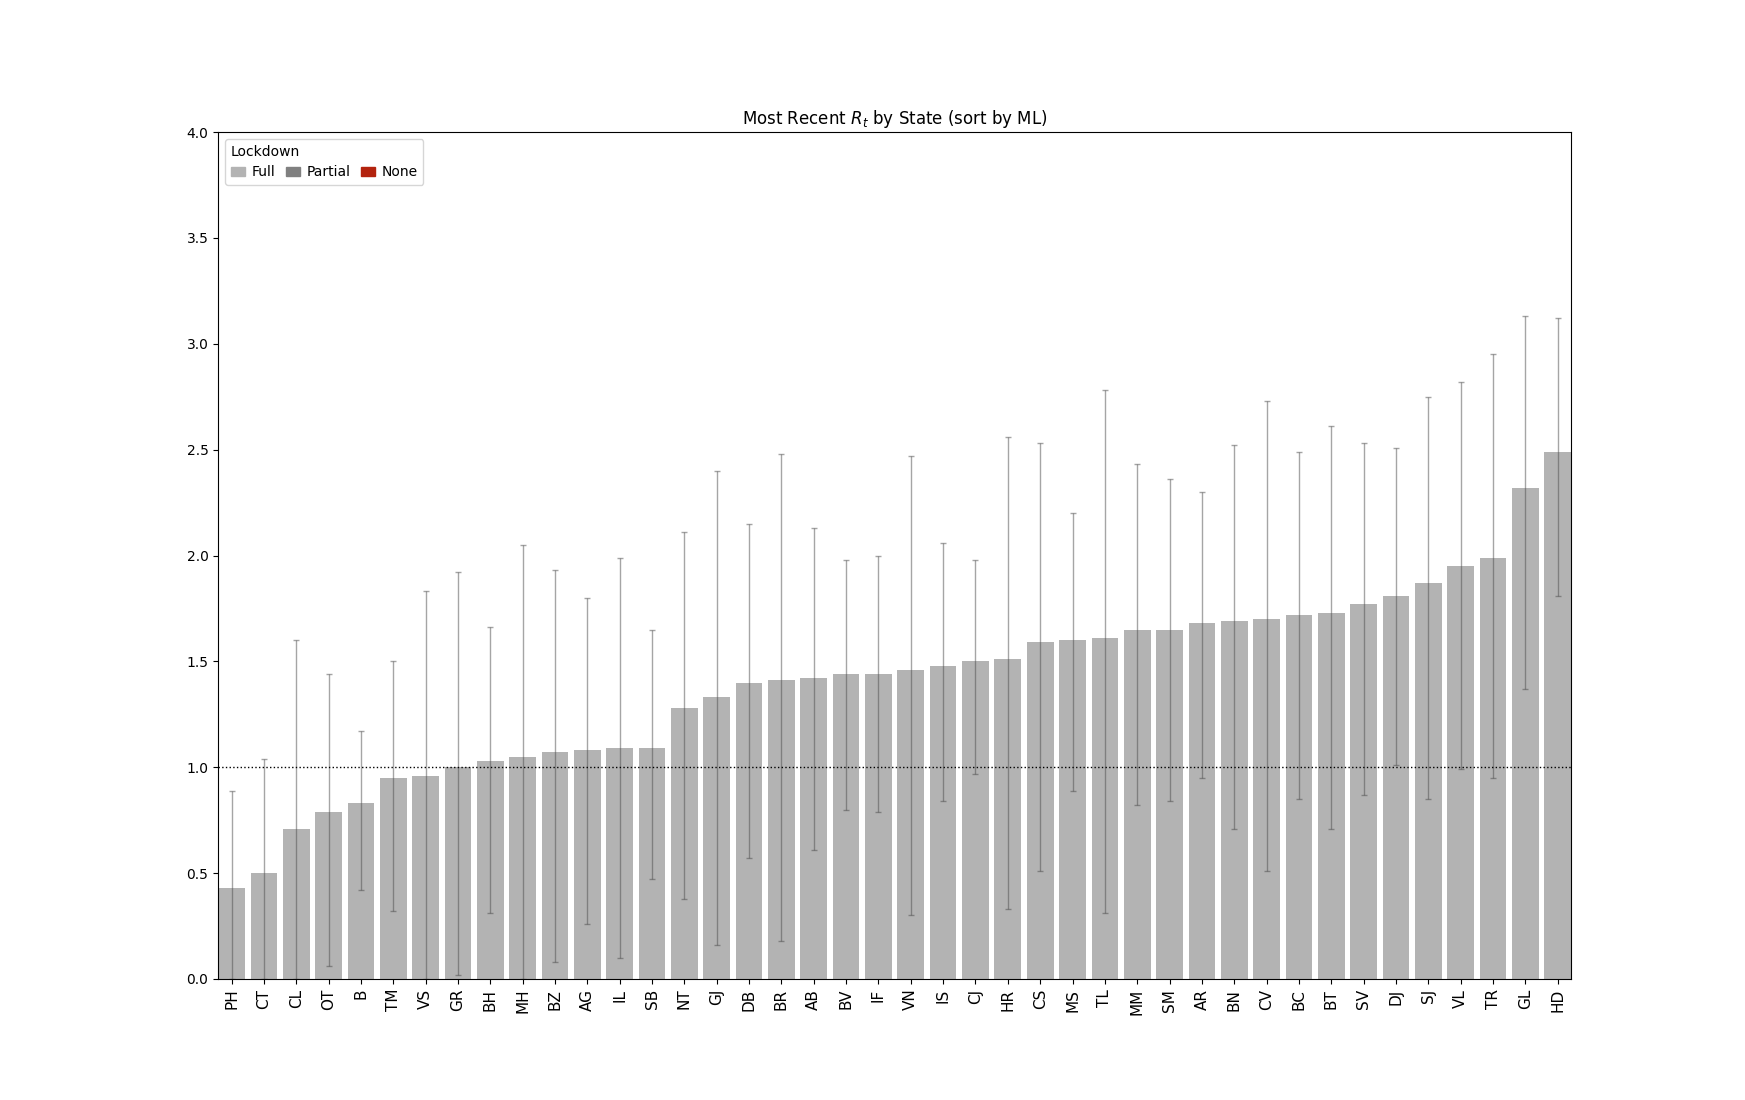 Most Recent Rt by State (sort by ML)
Lockdown
Full Partial None
4.0
3.5
3.0
2.5
2.0
1.5
1.0
0.5
0.0
PH CT CL OT B TM VS GR BH MH BZ AG IL SB NT GJ DB BR AB BV IF VN IS CJ HR CS MS TL MM SM AR BN CV BC BT SV DJ SJ VL TR GL HD